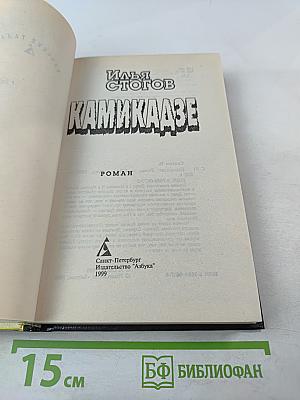 Илья
СТОГОВ
КАМИКАДЗЕ
РОМАН
Санкт-Петербург
Издательство "Азбука"
1999
15 см
БФ БИБЛИОФАН